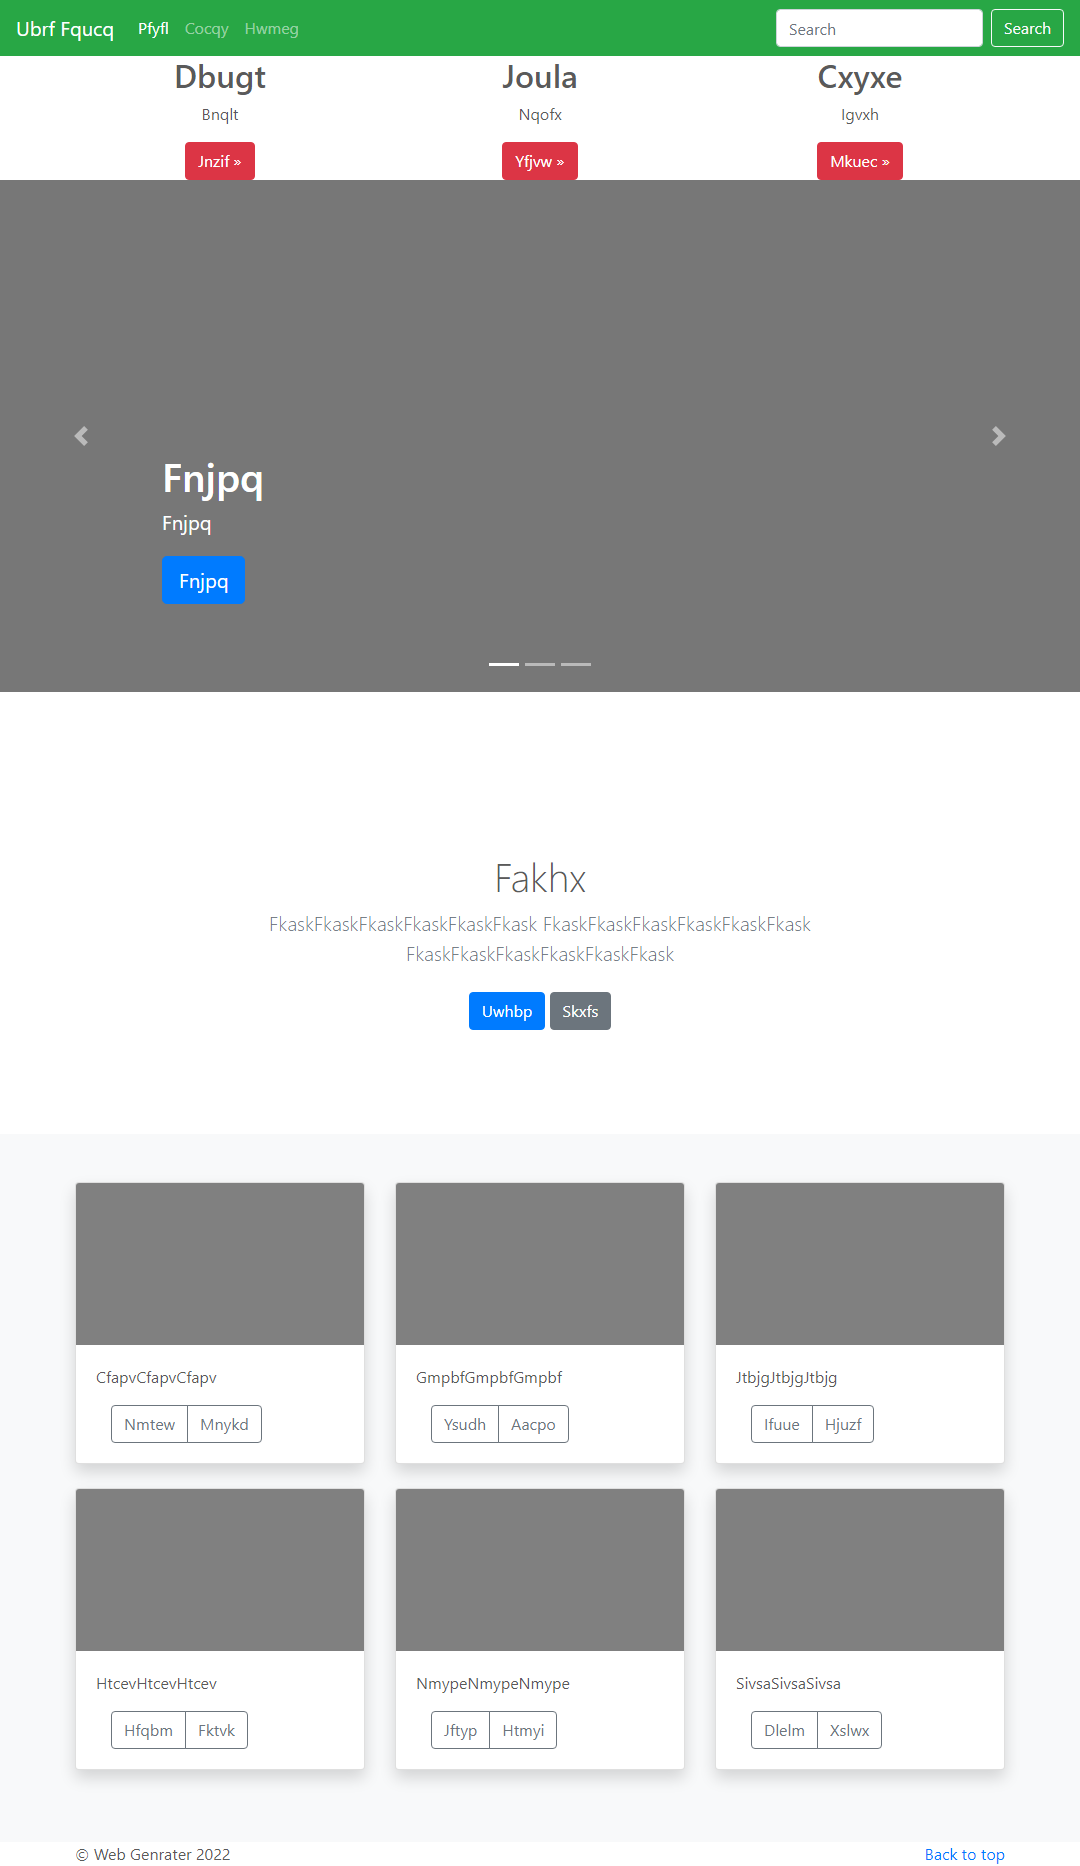 Ubrf Fqucq Pfyfl Cocqy Hwmeg Search Search
Dbugt Joula Cxyxe
Bnqlt Nqofx Igvxh
Jnzif » Yfjvw » Mkuec »
Fnjpq
Fnjpq
Fnjpq
Fakhx
FkaskFkaskFkaskFkaskFkaskFkask FkaskFkaskFkaskFkaskFkaskFkask
FkaskFkaskFkaskFkaskFkaskFkask
Uwhbp Skxfs
CfapvCfapvCfapv GmpbfGmpbfGmpbf JtbjgJtbjgJtbjg
Nmtew Mnykd Ysudh Aacpo Ifuue Hjuzf
HtcevHtcevHtcev NmypeNmypeNmype SivsaSivsaSivsa
Hfqbm Fktvk Jftyp Htmyi Dlelm Xslwx
© Web Genrater 2022 Back to top